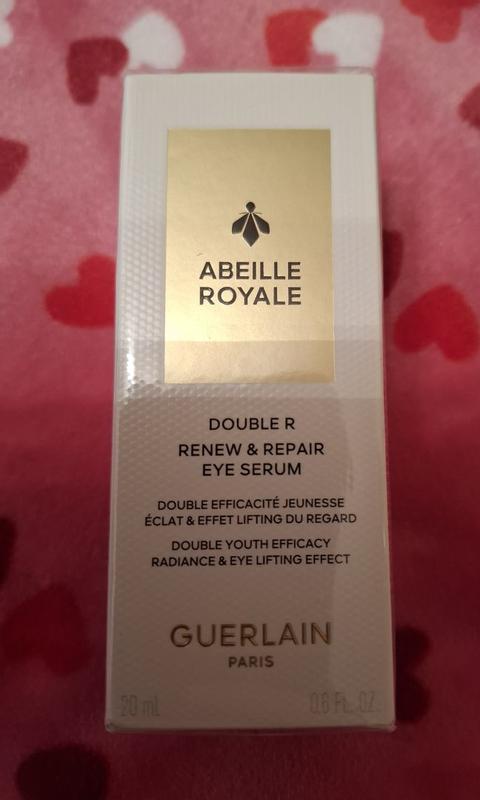 ABEILLE
ROYALE
DOUBLE R
RENEW & REPAIR
EYE SERUM
DOUBLE EFFICACITÉ JEUNESSE
ÉCLAT & EFFET LIFTING DU REGARD
DOUBLE YOUTH EFFICACY
RADIANCE & EYE LIFTING EFFECT
GUERLAIN
PARIS
20 mL 0.6 FL. OZ.